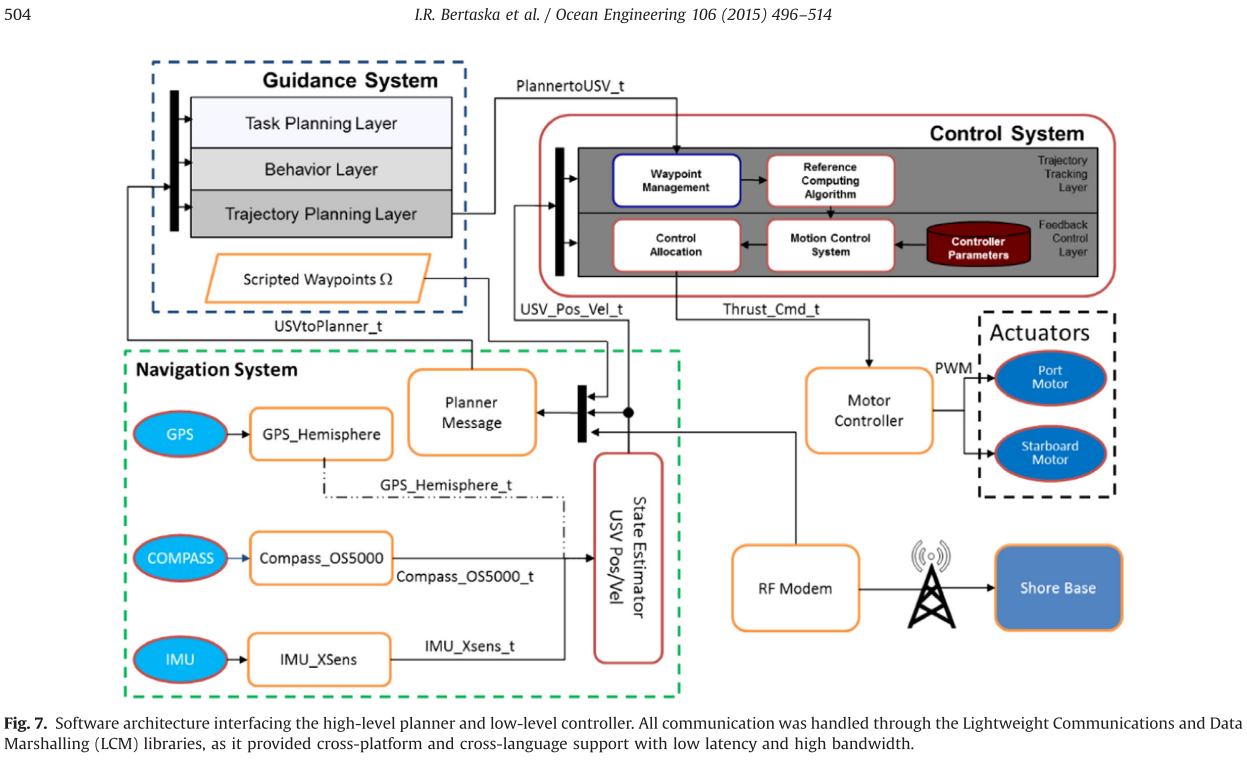 504
I.R. Bertaska et al. / Ocean Engineering 106 (2015) 496–514
Guidance System
Task Planning Layer
Behavior Layer
Trajectory Planning Layer
Scripted Waypoints Ω
PlannertoUSV_t
Control System
Waypoint
Management
Reference
Computing
Algorithm
Trajectory
Tracking
Layer
Control
Allocation
Motion Control
System
Controller
Parameters
Feedback
Control
Layer
USVtoPlanner_t
USV_Pos_Vel_t
Thrust_Cmd_t
Navigation System
Planner
Message
GPS
GPS_Hemisphere
GPS_Hemisphere_t
COMPASS
Compass_OS5000
Compass_OS5000_t
IMU
IMU_XSens
IMU_Xsens_t
State Estimator
USV Pos/Vel
Motor
Controller
PWM
Actuators
Port
Motor
Starboard
Motor
RF Modem
Shore Base
Fig. 7. Software architecture interfacing the high-level planner and low-level controller. All communication was handled through the Lightweight Communications and Data
Marshalling (LCM) libraries, as it provided cross-platform and cross-language support with low latency and high bandwidth.